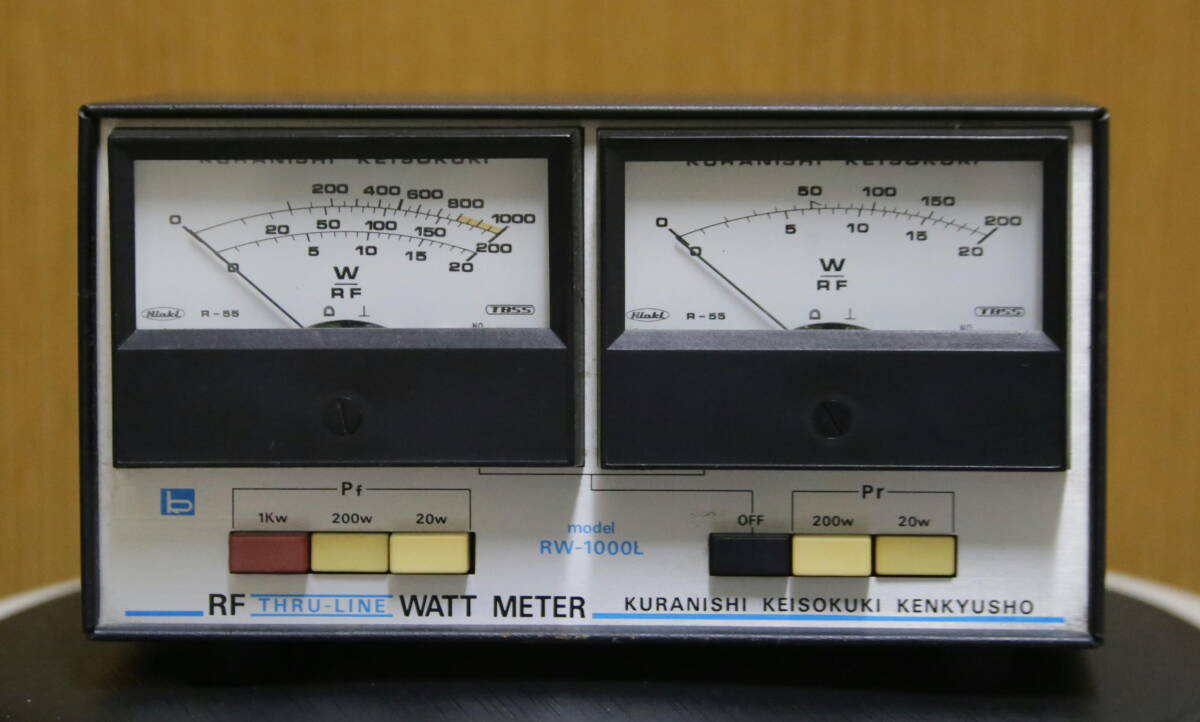 KURANISHI KEISOKUKI
0 200 400 600 800 1000
0 20 50 100 150 200
5 10 15 20
W
RF
R-55
TBSS
NO
KURANISHI KEISOKUKI
0 50 100 150 200
0 5 10 15 20
W
RF
R-55
TBSS
NO
Pf
1Kw 200w 20w
model
RW-1000L
Pr
OFF 200w 20w
RF THRU-LINE WATT METER
KURANISHI KEISOKUKI KENKYUSHO